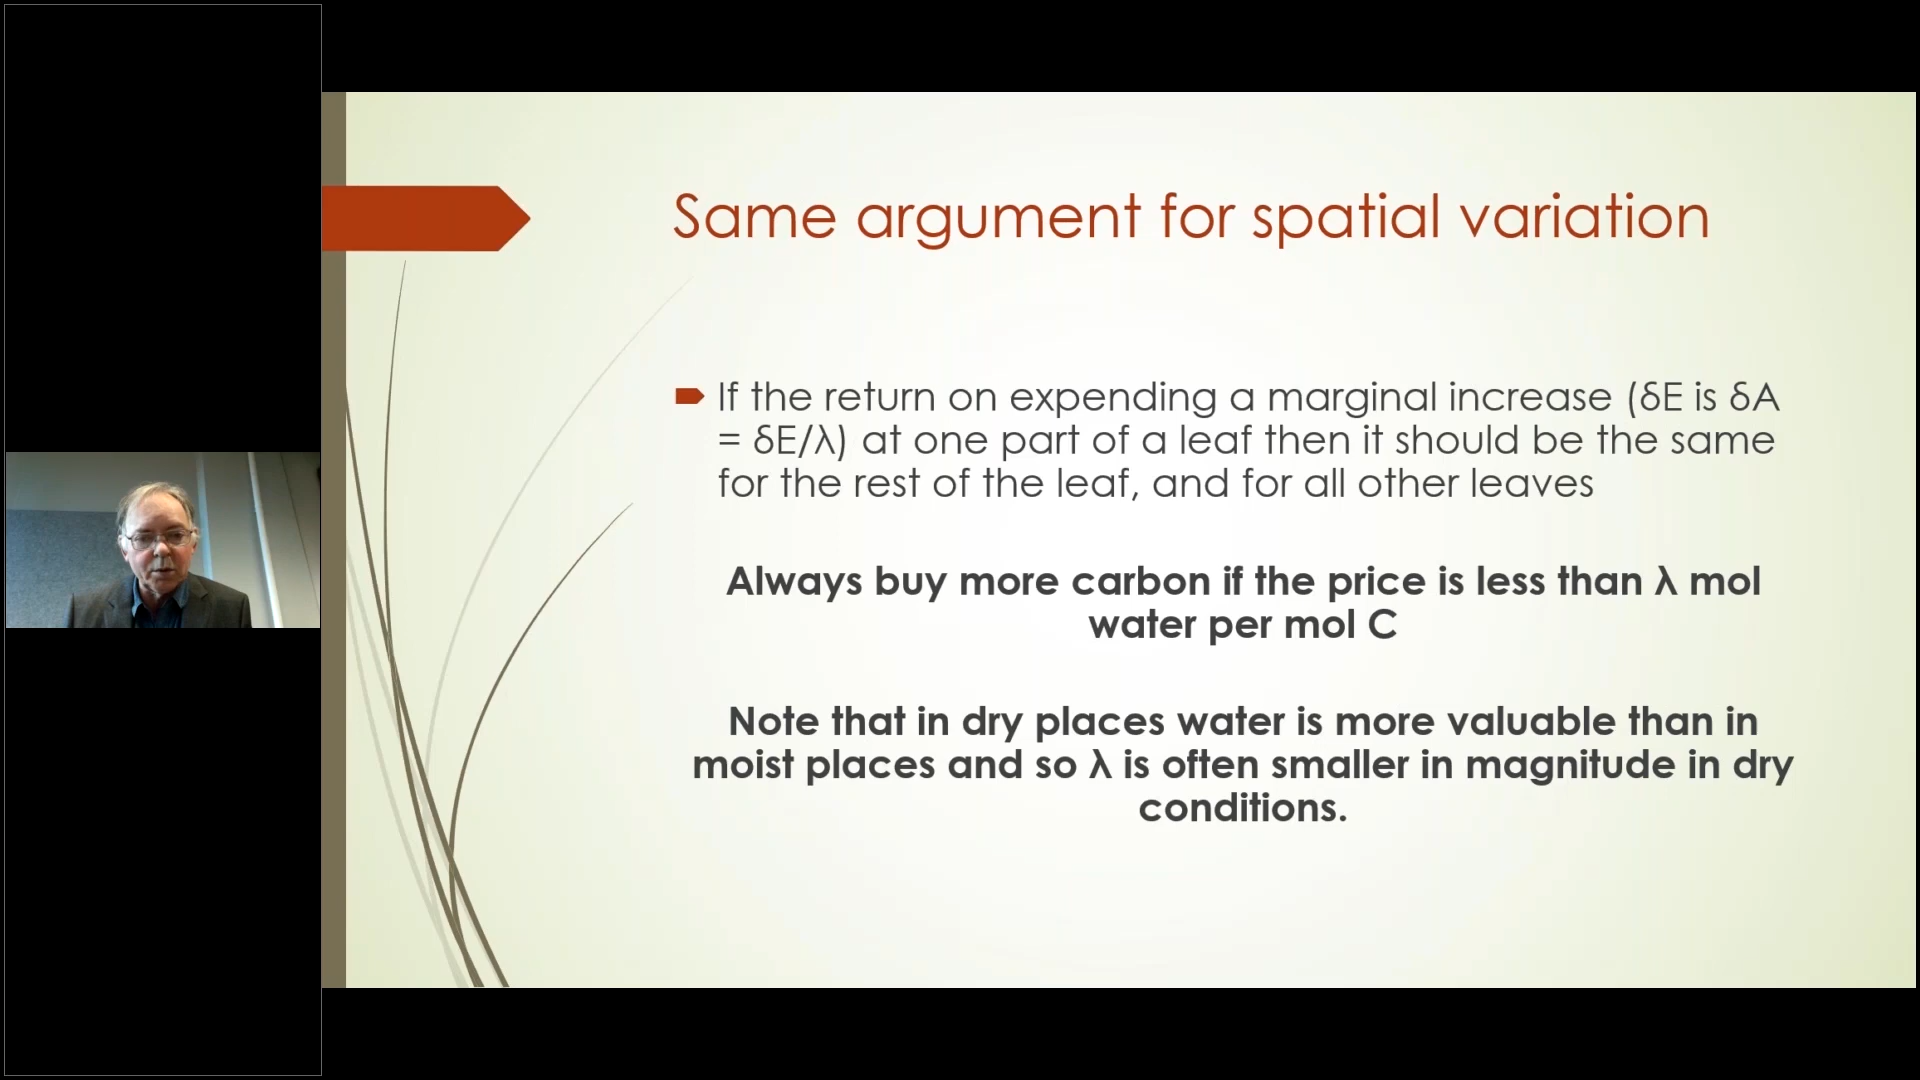 Same argument for spatial variation
If the return on expending a marginal increase (δE is δA
= δE/λ) at one part of a leaf then it should be the same
for the rest of the leaf, and for all other leaves
Always buy more carbon if the price is less than λ mol
water per mol C
Note that in dry places water is more valuable than in
moist places and so λ is often smaller in magnitude in dry
conditions.